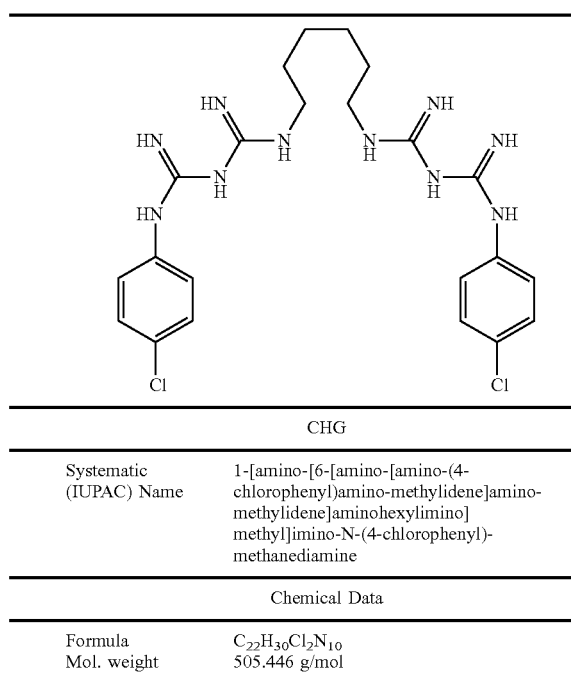 HN NH
HN N H N H NH
N H N H
HN NH
Cl Cl
CHG
Systematic 1-[amino-[6-[amino-[amino-(4-
(IUPAC) Name chlorophenyl)amino-methylidene]amino-
methylidene]aminohexylimino]
methyl]imino-N-(4-chlorophenyl)-
methanediamine
Chemical Data
Formula C₂₂H₃₀Cl₂N₁₀
Mol. weight 505.446 g/mol